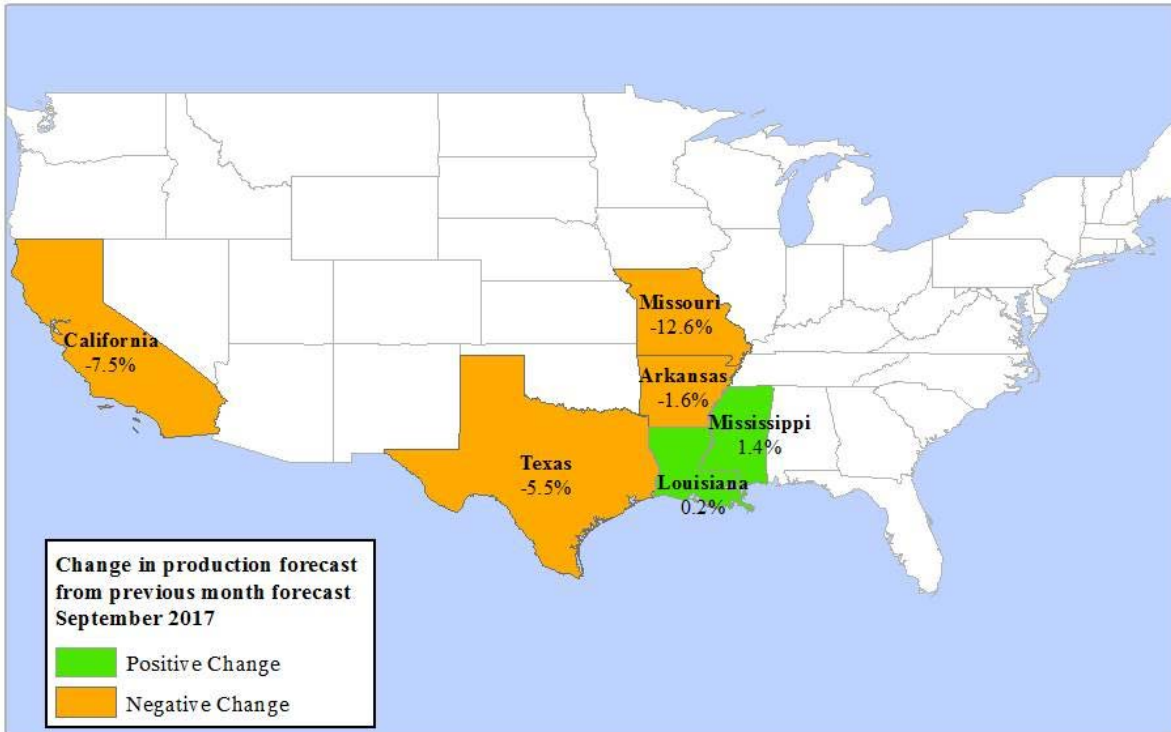 Missouri
-12.6%
California
-7.5%
Arkansas
-1.6%
Mississippi
1.4%
Texas
-5.5%
Louisiana
0.2%
Change in production forecast
from previous month forecast
September 2017
Positive Change
Negative Change